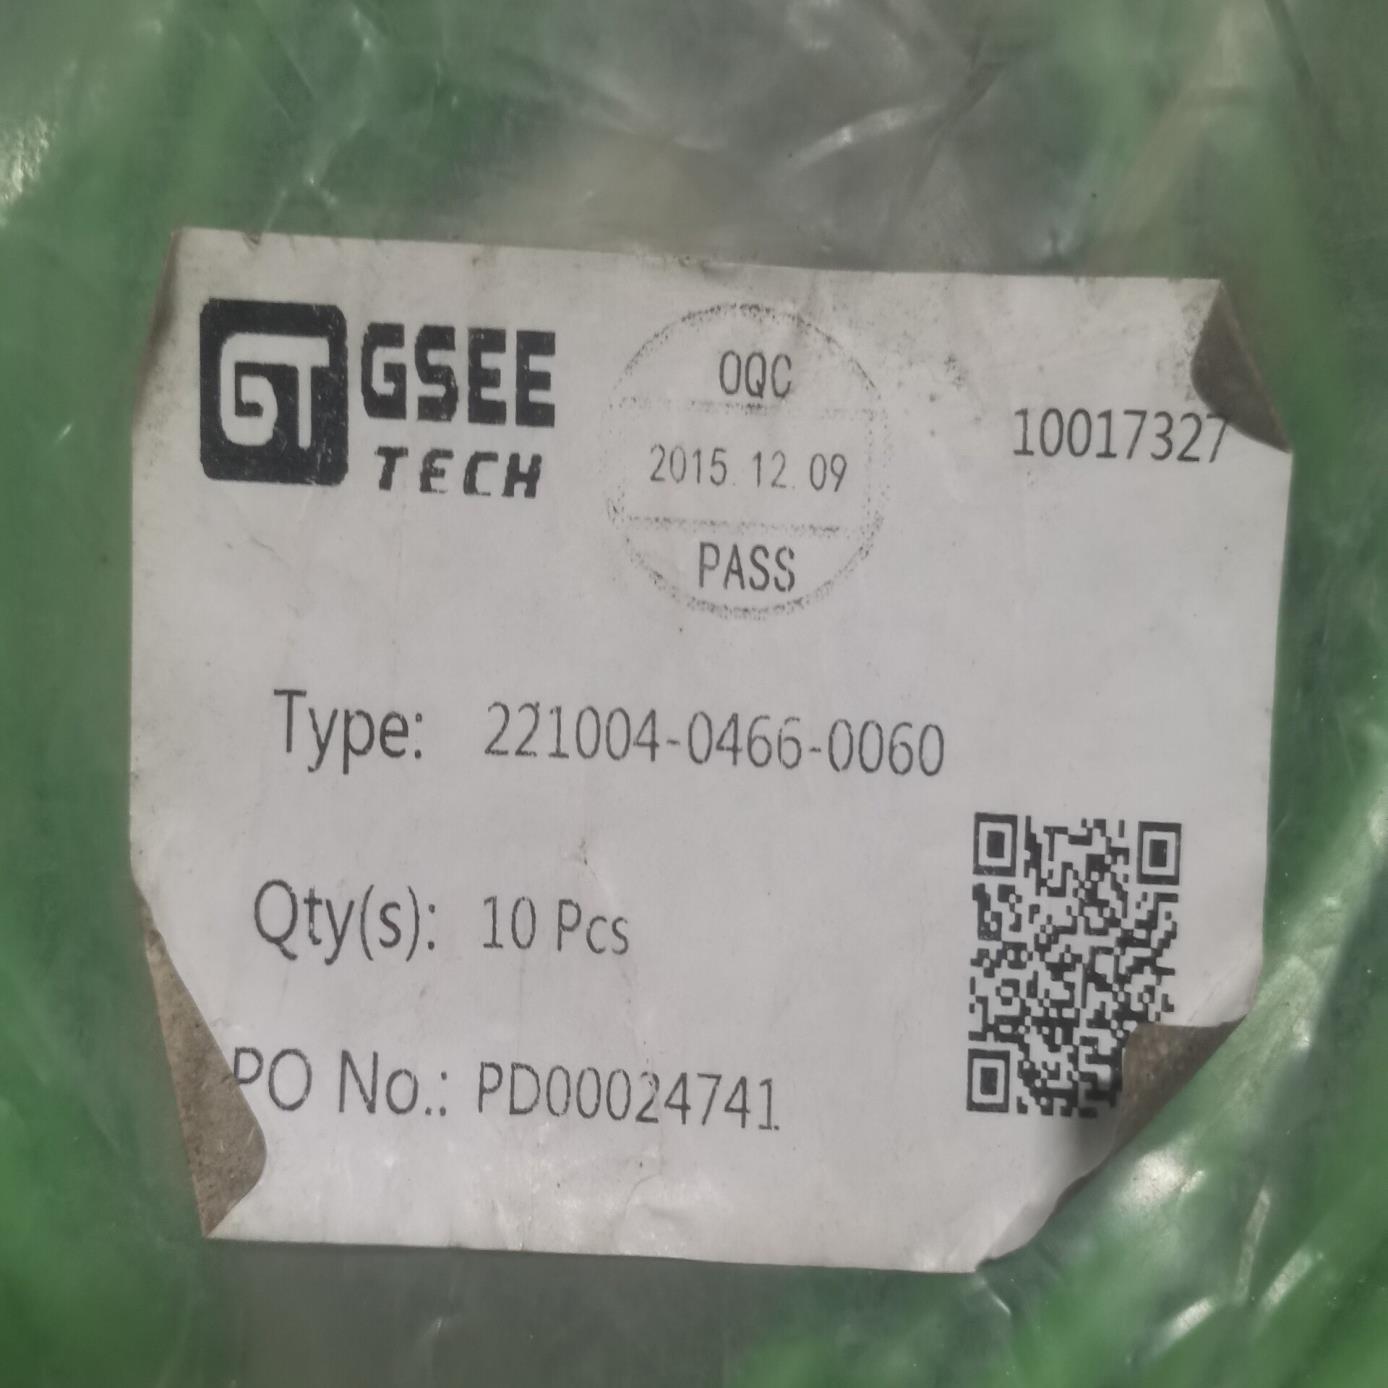 GT GSEE
TECH
OQC
2015.12.09
PASS
10017327
Type: 221004-0466-0060
Qty(s): 10 Pcs
PO No.: PD00024741